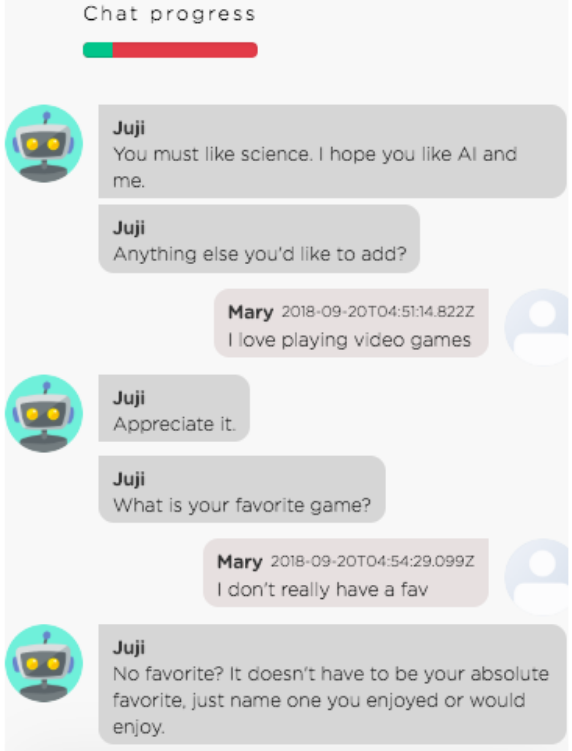 Chat progress
Juji
You must like science. I hope you like AI and
me.
Juji
Anything else you'd like to add?
Mary 2018-09-20T04:51:14.822Z
I love playing video games
Juji
Appreciate it.
Juji
What is your favorite game?
Mary 2018-09-20T04:54:29.099Z
I don't really have a fav
Juji
No favorite? It doesn't have to be your absolute
favorite, just name one you enjoyed or would
enjoy.